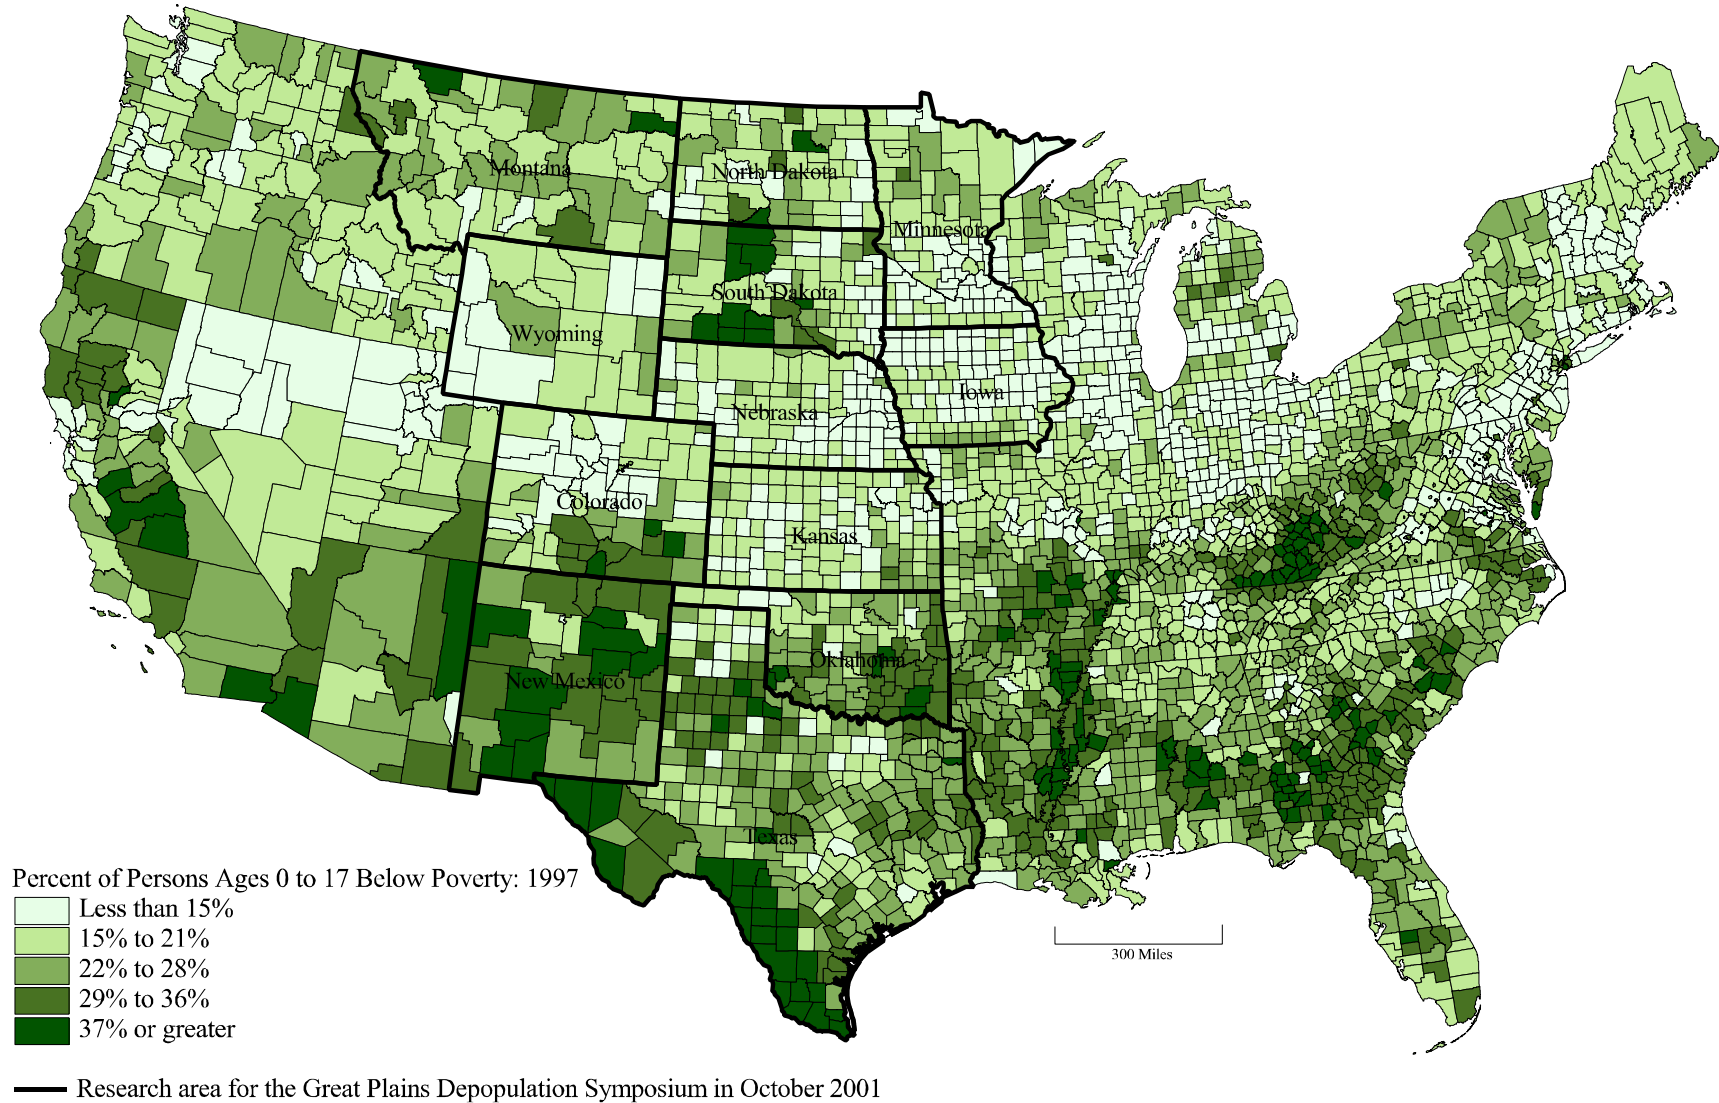 Montana
North Dakota
Minnesota
South Dakota
Wyoming
Iowa
Nebraska
Colorado
Kansas
Oklahoma
New Mexico
Texas
Percent of Persons Ages 0 to 17 Below Poverty: 1997
Less than 15%
15% to 21%
22% to 28%
29% to 36%
37% or greater
300 Miles
Research area for the Great Plains Depopulation Symposium in October 2001